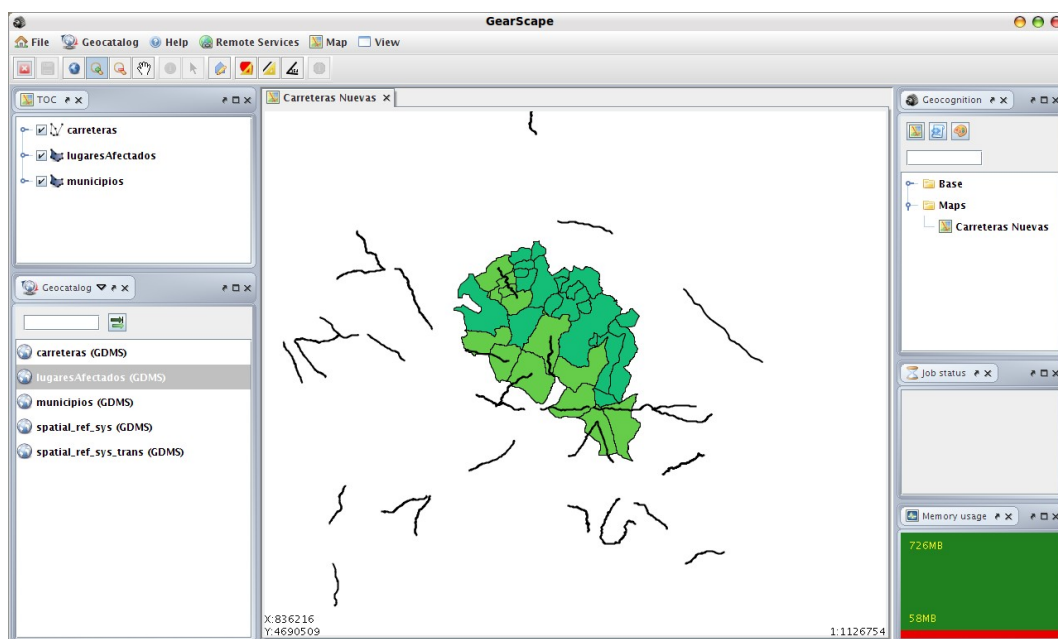 GearScape
File Geocatalog Help Remote Services Map View
TOC
carreteras
lugaresAfectados
municipios
Geocatalog
carreteras (GDMS)
lugaresAfectados (GDMS)
municipios (GDMS)
spatial_ref_sys (GDMS)
spatial_ref_sys_trans (GDMS)
Carreteras Nuevas
X:836216
Y:4690509
1:1126754
Geocognition
Base
Maps
Carreteras Nuevas
Job status
Memory usage
726MB
58MB